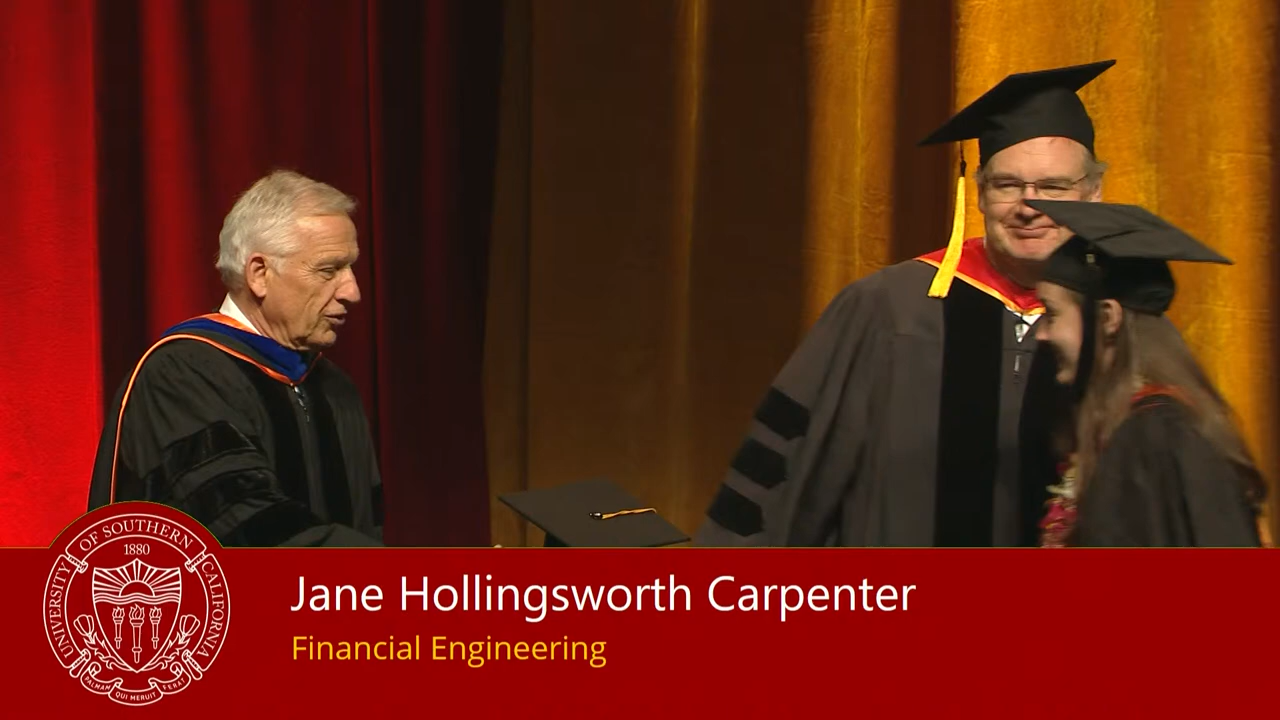 UNIVERSITY OF SOUTHERN CALIFORNIA
1880
PALMAM QUI MERUIT FERAT
Jane Hollingsworth Carpenter
Financial Engineering